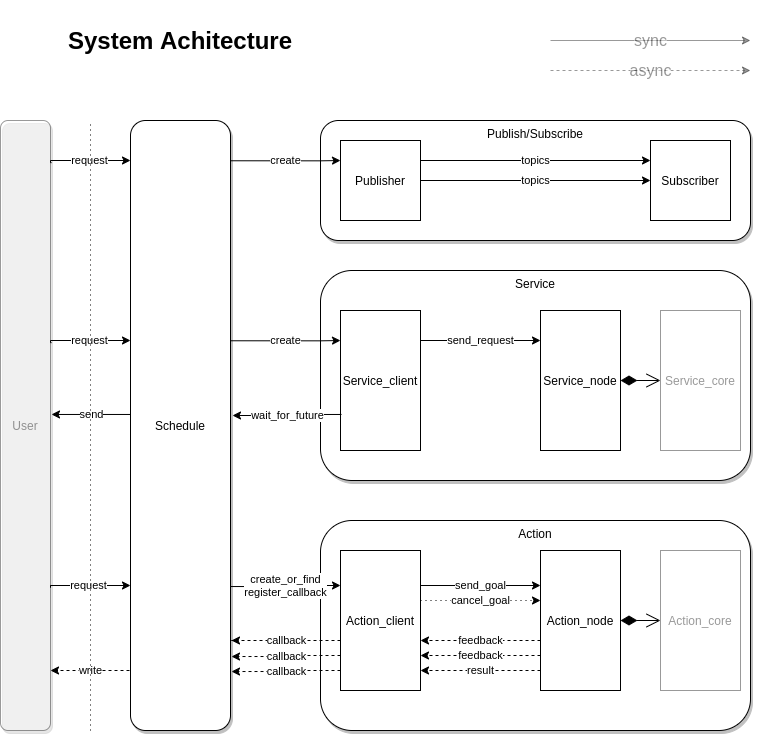 System Achitecture
sync
async
Publish/Subscribe
request
create
Publisher
topics
topics
Subscriber
Service
request
create
send_request
Service_client
Service_node
Service_core
send
wait_for_future
User
Schedule
Action
request
create_or_find
register_callback
send_goal
cancel_goal
Action_client
Action_node
Action_core
callback
feedback
callback
feedback
write
callback
result